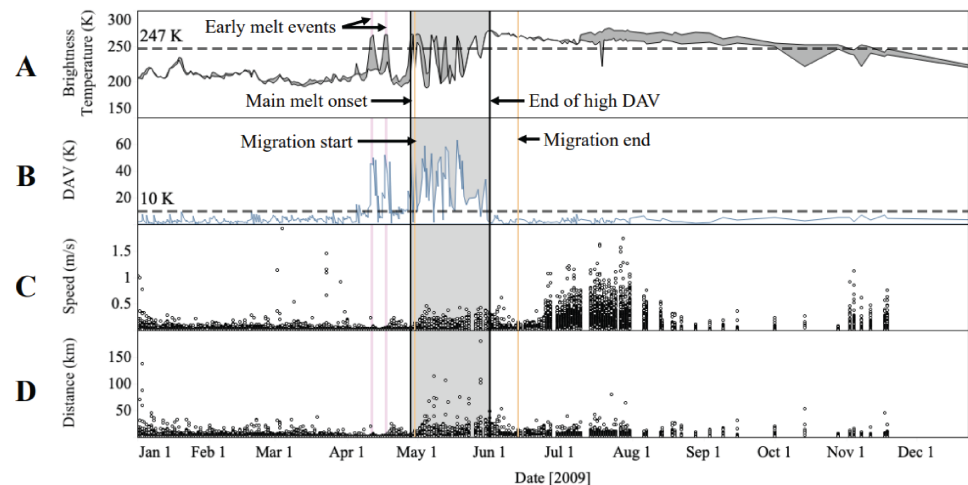 A
B
C
D
Brightness
Temperature (K)
300
250
200
150
247 K
Early melt events
Main melt onset
End of high DAV
DAV (K)
60
40
20
10 K
Migration start
Migration end
Speed (m/s)
1.5
1
0.5
Distance (km)
150
100
50
Jan 1 Feb 1 Mar 1 Apr 1 May 1 Jun 1 Jul 1 Aug 1 Sep 1 Oct 1 Nov 1 Dec 1
Date [2009]